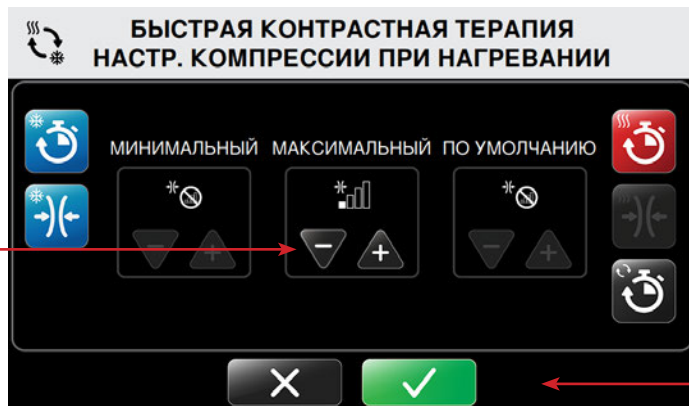 БЫСТРАЯ КОНТРАСТНАЯ ТЕРАПИЯ
НАСТР. КОМПРЕССИИ ПРИ НАГРЕВАНИИ
МИНИМАЛЬНЫЙ МАКСИМАЛЬНЫЙ ПО УМОЛЧАНИЮ